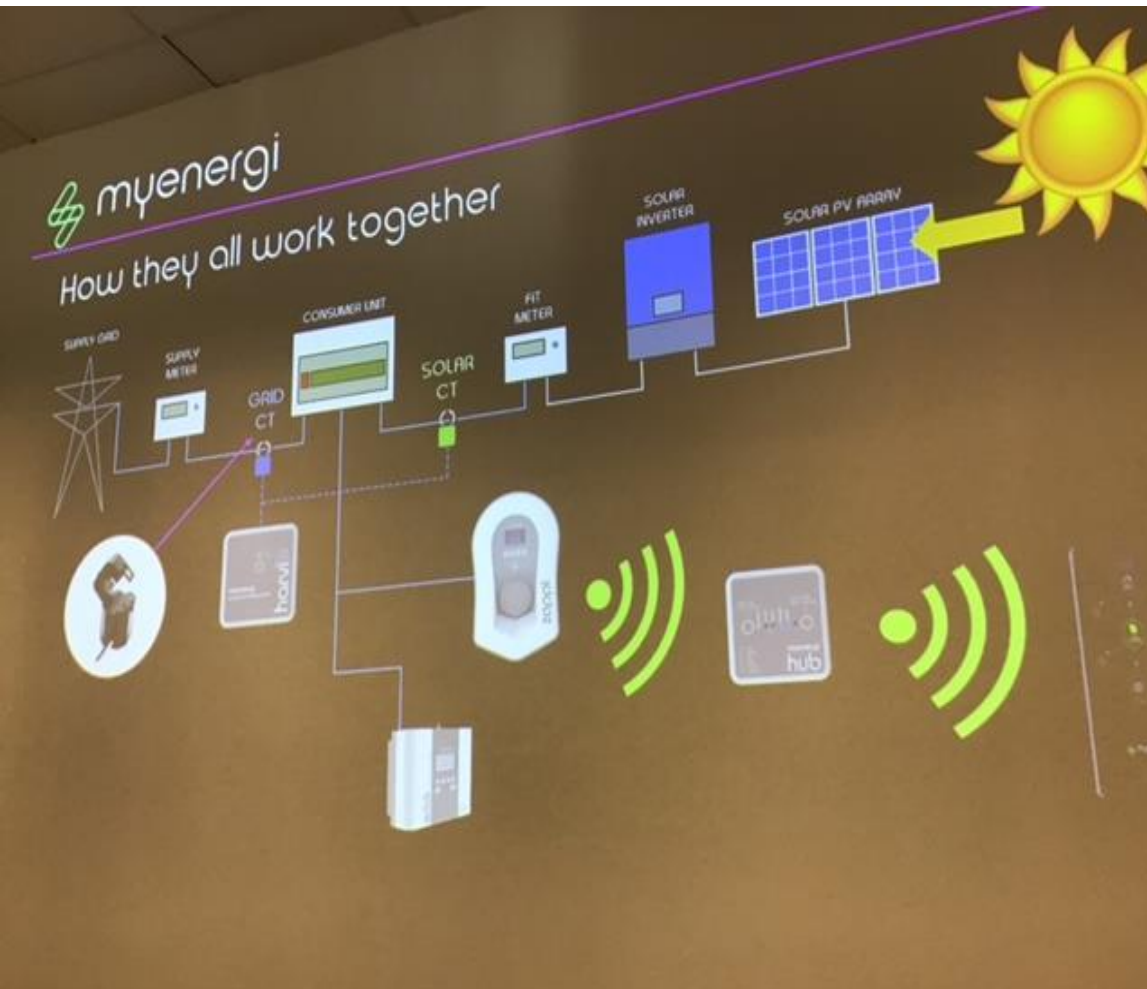 myenergi
How they all work together
SUPPLY GRID
SUPPLY
METER
GRID
CT
CONSUMER UNIT
SOLAR
CT
FIT
METER
SOLAR
INVERTER
SOLAR PV ARRAY
harvi
zappi
hub